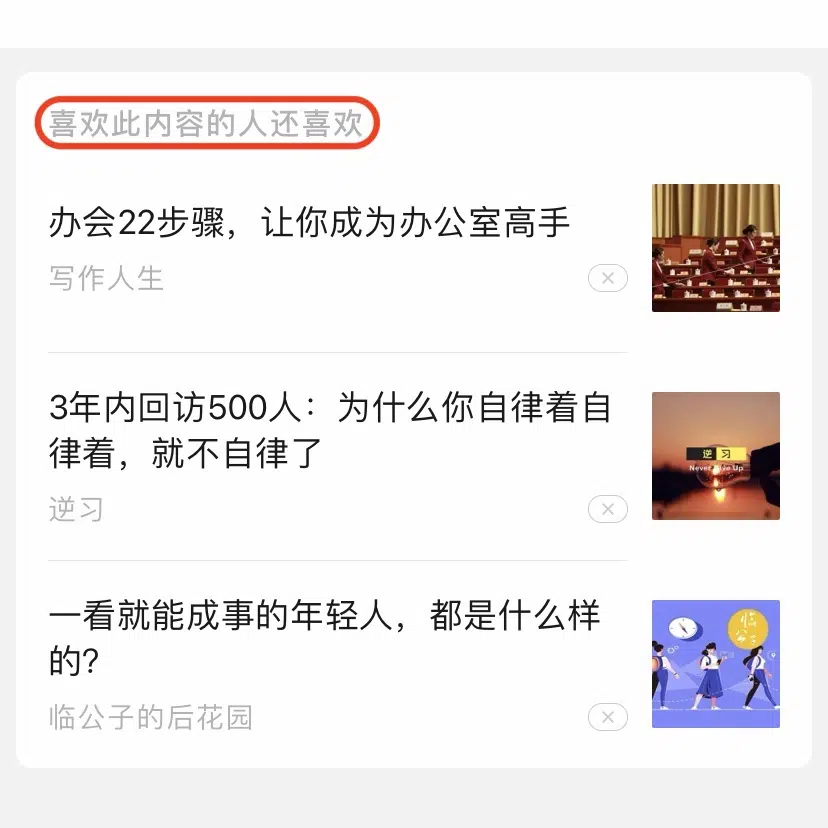 喜欢此内容的人还喜欢
办会22步骤，让你成为办公室高手
写作人生
3年内回访500人：为什么你自律着自
律着，就不自律了
逆习
逆习
Never Give Up
一看就能成事的年轻人，都是什么样
的？
临公子的后花园
临
公
子